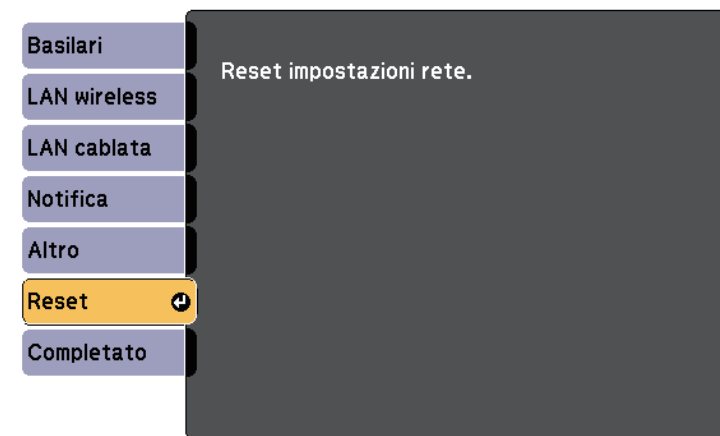 Basilari
LAN wireless
LAN cablata
Notifica
Altro
Reset
Completato
Reset impostazioni rete.